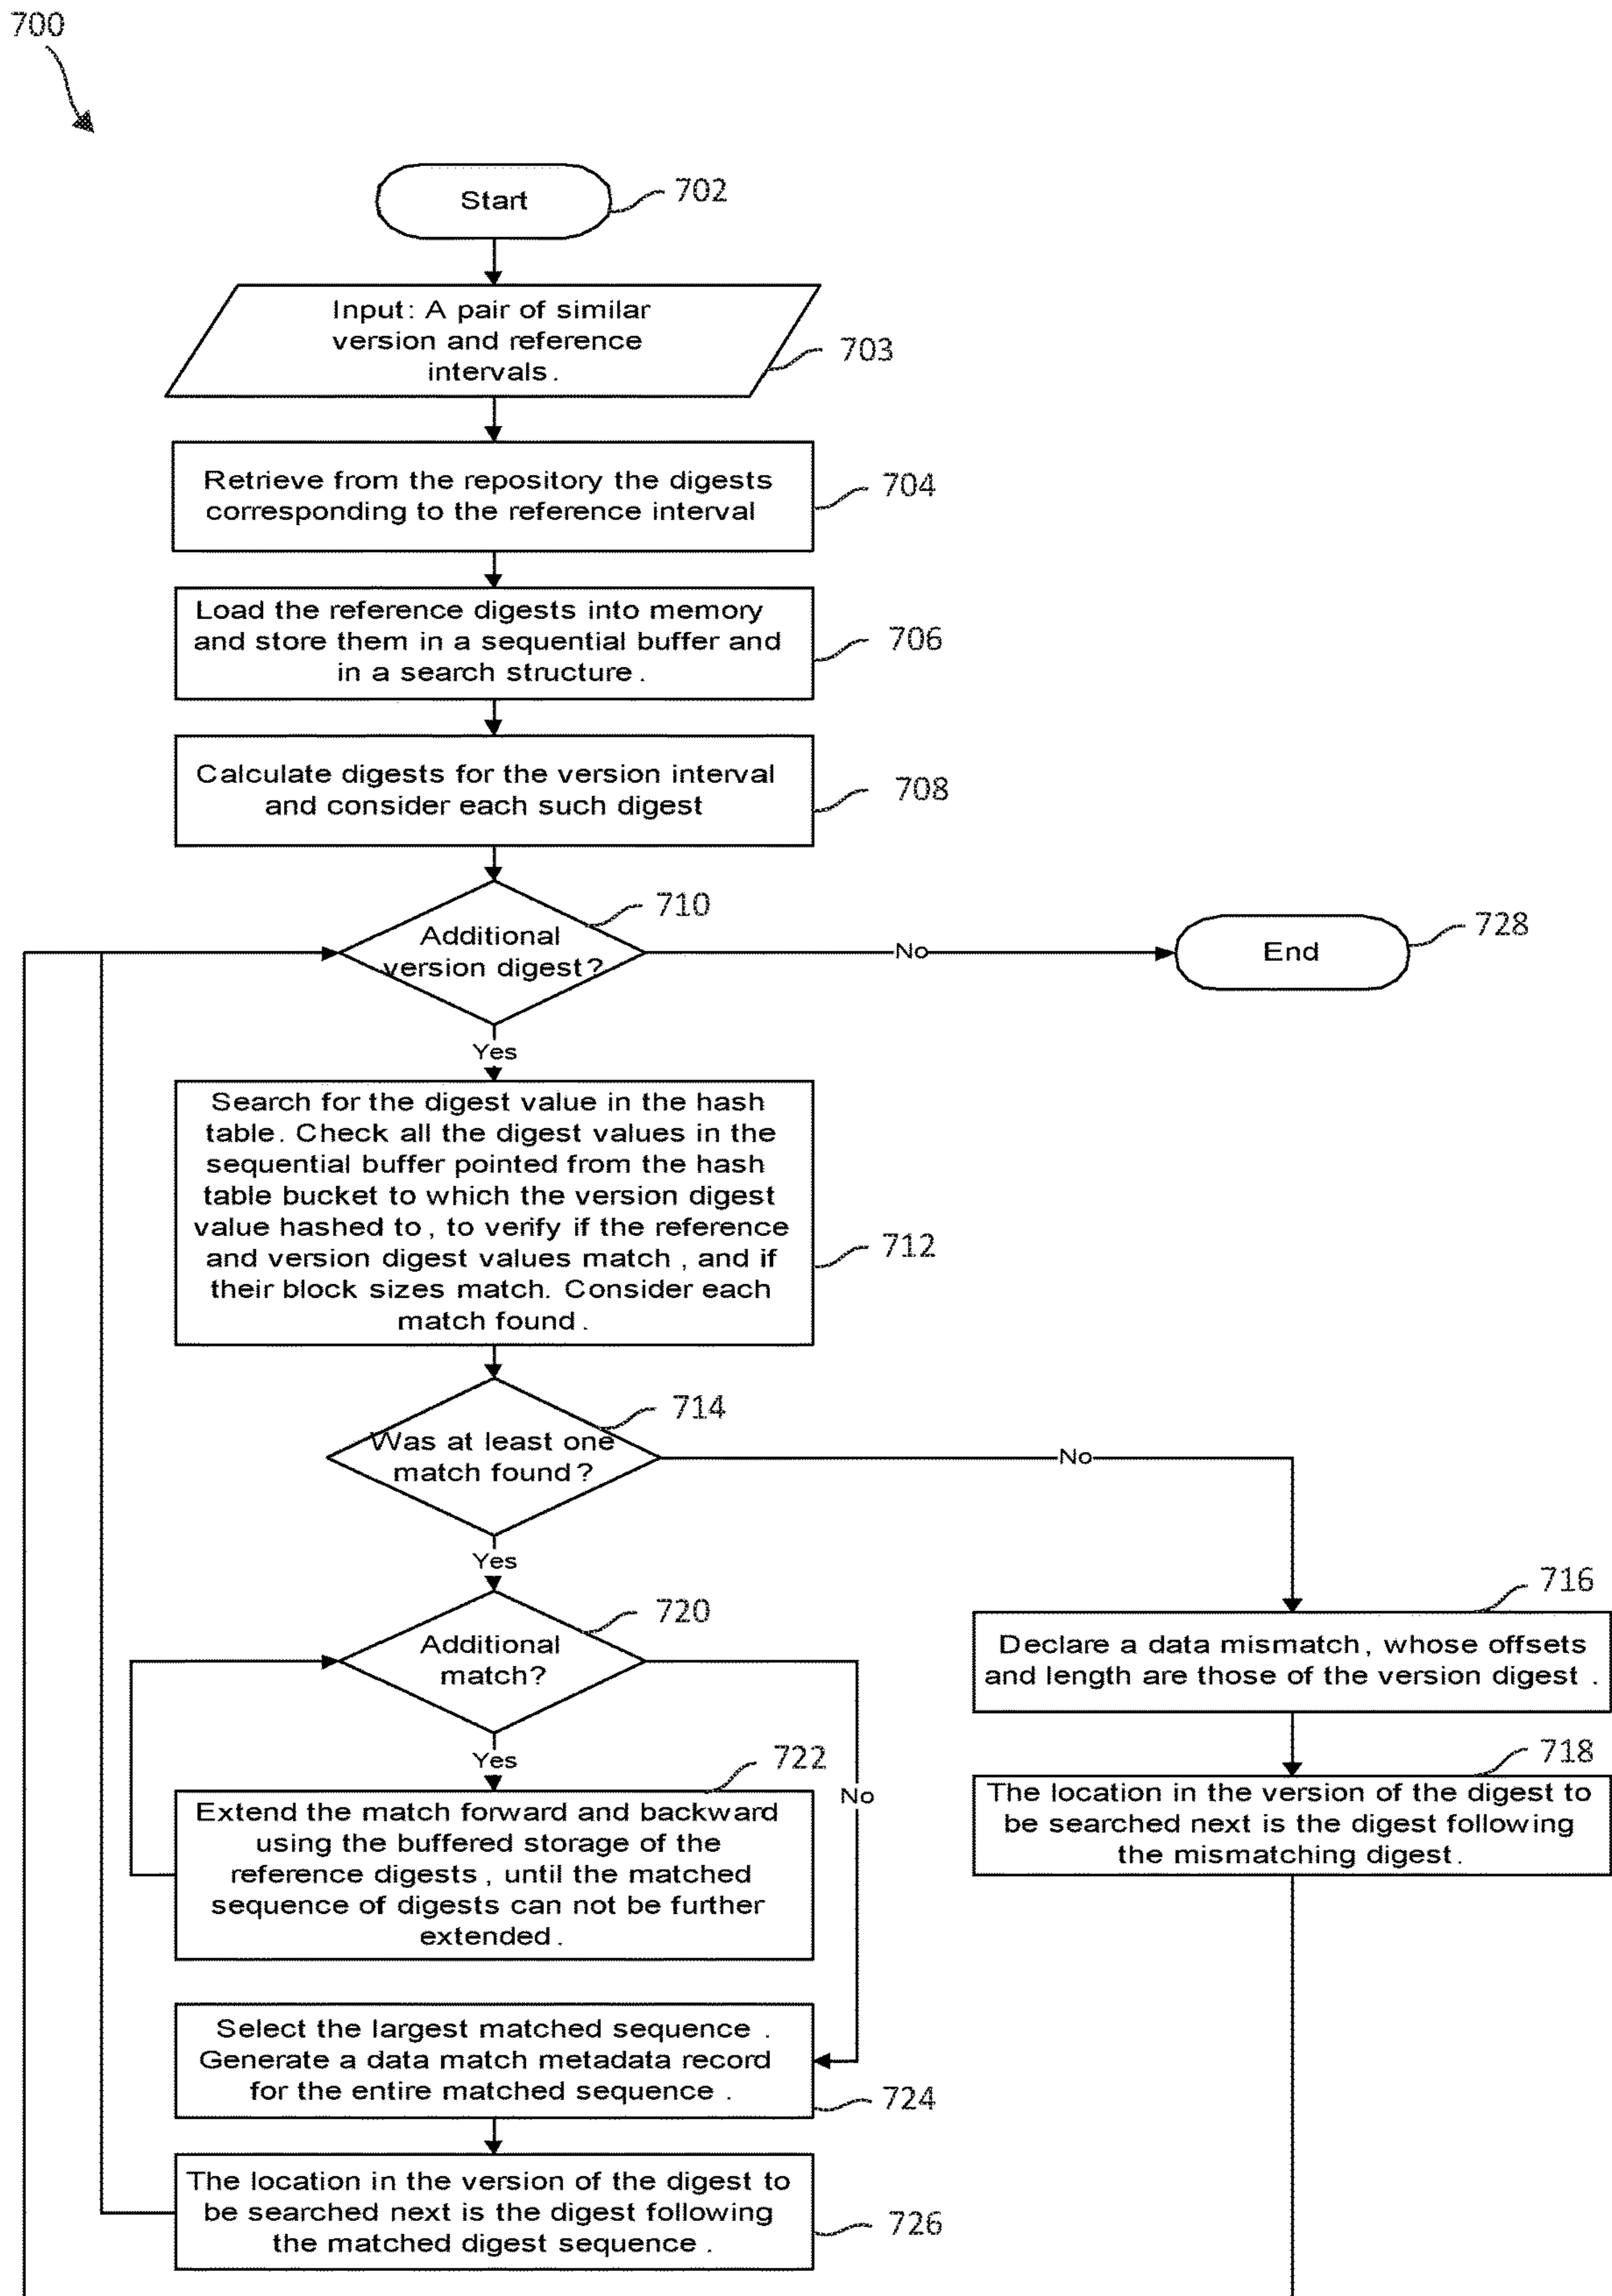 700
Start
702
Input: A pair of similar
version and reference
intervals.
703
Retrieve from the repository the digests
corresponding to the reference interval
704
Load the reference digests into memory
and store them in a sequential buffer and
in a search structure.
706
Calculate digests for the version interval
and consider each such digest
708
710
Additional
version digest?
No
End
728
Yes
Search for the digest value in the hash
table. Check all the digest values in the
sequential buffer pointed from the hash
table bucket to which the version digest
value hashed to, to verify if the reference
and version digest values match, and if
their block sizes match. Consider each
match found.
712
714
Was at least one
match found?
No
Yes
716
Declare a data mismatch, whose offsets
and length are those of the version digest.
718
The location in the version of the digest to
be searched next is the digest following
the mismatching digest.
720
Additional
match?
Yes
No
722
Extend the match forward and backward
using the buffered storage of the
reference digests, until the matched
sequence of digests can not be further
extended.
Select the largest matched sequence.
Generate a data match metadata record
for the entire matched sequence.
724
The location in the version of the digest to
be searched next is the digest following
the matched digest sequence.
726